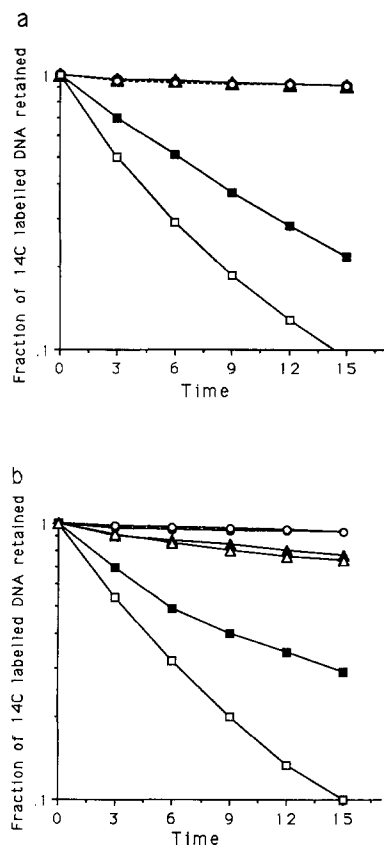 a
Fraction of 14C labelled DNA retained
1
.1
0 3 6 9 12 15
Time
b
Fraction of 14C labelled DNA retained
1
.1
0 3 6 9 12 15
Time